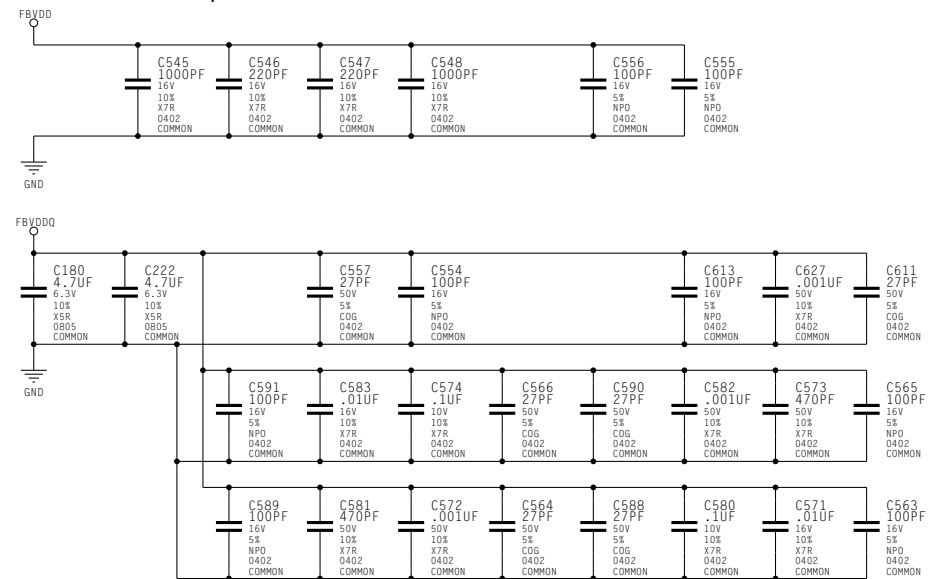 FBVDD
C545
1000PF
16V
10%
X7R
0402
COMMON
C546
220PF
16V
10%
X7R
0402
COMMON
C547
220PF
16V
10%
X7R
0402
COMMON
C548
1000PF
16V
10%
X7R
0402
COMMON
C556
100PF
16V
5%
NPO
0402
COMMON
C555
100PF
16V
5%
NPO
0402
COMMON
GND
FBVDDQ
C180
4.7UF
6.3V
10%
X5R
0805
COMMON
C222
4.7UF
6.3V
10%
X5R
0805
COMMON
C557
27PF
50V
5%
COG
0402
COMMON
C554
100PF
16V
5%
NPO
0402
COMMON
C613
100PF
16V
5%
NPO
0402
COMMON
C627
.001UF
50V
10%
X7R
0402
COMMON
C611
27PF
50V
5%
COG
0402
COMMON
GND
C591
100PF
16V
5%
NPO
0402
COMMON
C583
.01UF
16V
10%
X7R
0402
COMMON
C574
.1UF
10V
10%
X7R
0402
COMMON
C566
27PF
50V
5%
COG
0402
COMMON
C590
27PF
50V
5%
COG
0402
COMMON
C582
.001UF
50V
10%
X7R
0402
COMMON
C573
470PF
50V
10%
X7R
0402
COMMON
C565
100PF
16V
5%
NPO
0402
COMMON
C589
100PF
16V
5%
NPO
0402
COMMON
C581
470PF
50V
10%
X7R
0402
COMMON
C572
.001UF
50V
10%
X7R
0402
COMMON
C564
27PF
50V
5%
COG
0402
COMMON
C588
27PF
50V
5%
COG
0402
COMMON
C580
.1UF
10V
10%
X7R
0402
COMMON
C571
.01UF
16V
10%
X7R
0402
COMMON
C563
100PF
16V
5%
NPO
0402
COMMON